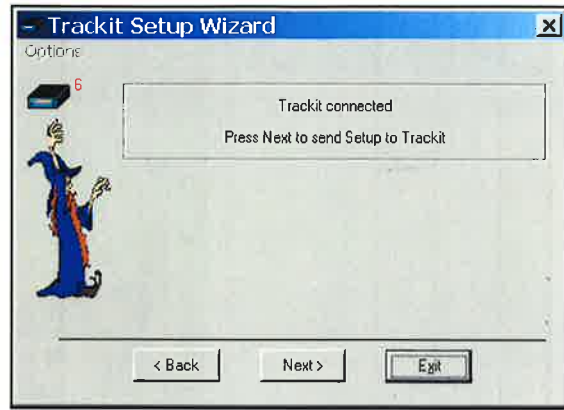 Trackit Setup Wizard
Options
6
Trackit connected
Press Next to send Setup to Trackit
< Back
Next >
Exit